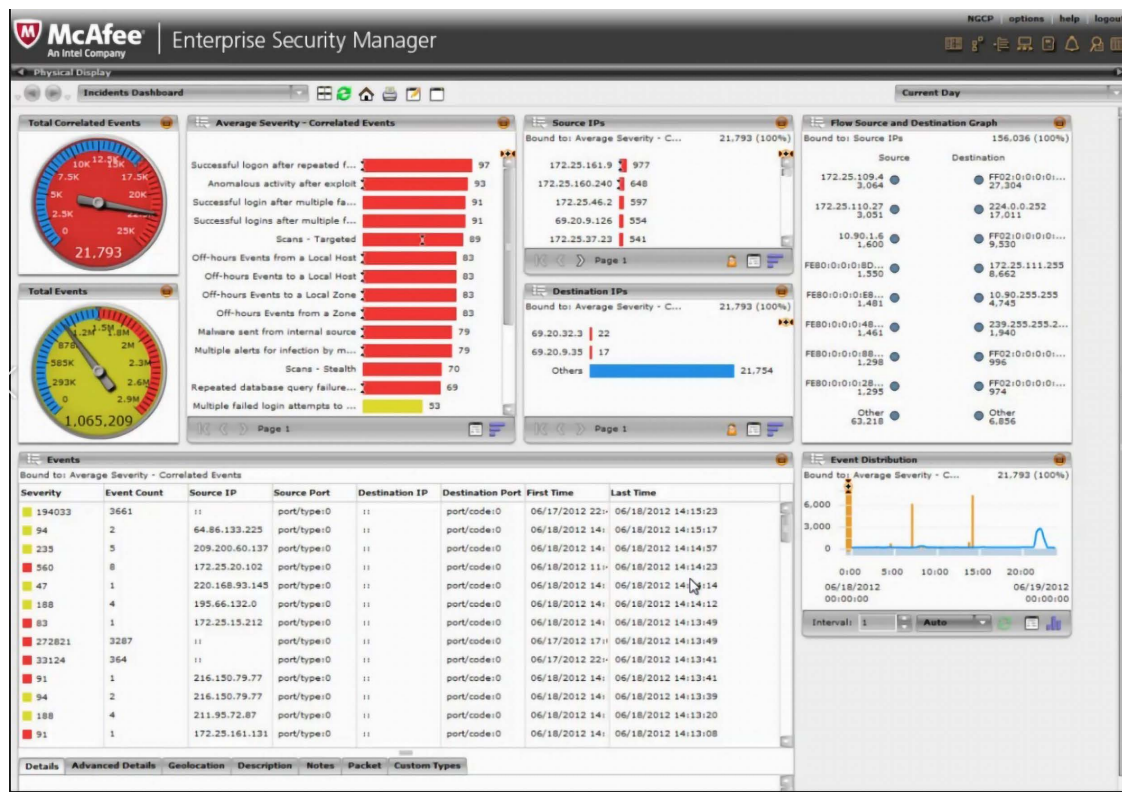 NGCP options help logout
McAfee
An Intel Company
Enterprise Security Manager
Physical Display
Incidents Dashboard
Current Day
Total Correlated Events
2.5K
5K
7.5K
10K
12.5K
17.5K
20K
0
25K
21,793
Total Events
0
293K
585K
1.2M
1.5M
1.8M
2M
2.6M
2.9M
1,065,209
Average Severity - Correlated Events
Successful logon after repeated f... 97
Anomalous activity after exploit 93
Successful login after multiple fa... 91
Successful logins after multiple f... 91
Scans - Targeted 89
Off-hours Events from a Local Host 83
Off-hours Events to a Local Host 83
Off-hours Events to a Local Zone 83
Off-hours Events from a Zone 83
Malware sent from internal source 79
Multiple alerts for infection by m... 79
Scans - Stealth 70
Repeated database query failure... 69
Multiple failed login attempts to ... 53
Page 1
Source IPs
Bound to: Average Severity - C... 21,793 (100%)
172.25.161.9 977
172.25.160.240 648
172.25.46.2 597
69.20.9.126 554
172.25.37.23 541
Page 1
Destination IPs
Bound to: Average Severity - C... 21,793 (100%)
69.20.32.3 22
69.20.9.35 17
Others 21,754
Page 1
Flow Source and Destination Graph
Bound to: Source IPs 156,036 (100%)
Source Destination
172.25.109.4 FF02:0:0:0:0:...
3,064 27,304
172.25.110.27 224.0.0.252
3,051 17,011
10.90.1.6 FF02:0:0:0:0:...
1,600 9,530
FE80:0:0:0:8D... 172.25.111.255
1,550 8,662
FE80:0:0:0:E8... 10.90.255.255
1,481 4,745
FE80:0:0:0:48... 239.255.255.2...
1,461 1,940
FE80:0:0:0:88... FF02:0:0:0:0:...
1,298 996
FE80:0:0:0:28... FF02:0:0:0:0:...
1,295 974
Other Other
63,218 6,856
Events
Bound to: Average Severity - Correlated Events
Severity Event Count Source IP Source Port Destination IP Destination Port First Time Last Time
194033 3661 :: port/type:0 :: port/code:0 06/17/2012 22: 06/18/2012 14:15:23
94 2 64.86.133.225 port/type:0 :: port/code:0 06/18/2012 14: 06/18/2012 14:15:17
235 5 209.200.60.137 port/type:0 :: port/code:0 06/18/2012 14: 06/18/2012 14:14:57
560 8 172.25.20.102 port/type:0 :: port/code:0 06/18/2012 11: 06/18/2012 14:14:23
47 1 220.168.93.145 port/type:0 :: port/code:0 06/18/2012 14: 06/18/2012
188 4 195.66.132.0 port/type:0 :: port/code:0 06/18/2012 14: 06/18/2012 14:14:12
83 1 172.25.15.212 port/type:0 :: port/code:0 06/18/2012 14: 06/18/2012 14:13:49
272821 3287 :: port/type:0 :: port/code:0 06/17/2012 17: 06/18/2012 14:13:49
33124 364 :: port/type:0 :: port/code:0 06/17/2012 22: 06/18/2012 14:13:41
91 1 216.150.79.77 port/type:0 :: port/code:0 06/18/2012 14: 06/18/2012 14:13:41
94 2 216.150.79.77 port/type:0 :: port/code:0 06/18/2012 14: 06/18/2012 14:13:39
188 4 211.95.72.87 port/type:0 :: port/code:0 06/18/2012 14: 06/18/2012 14:13:20
91 1 172.25.161.131 port/type:0 :: port/code:0 06/18/2012 14: 06/18/2012 14:13:08
Details Advanced Details Geolocation Description Notes Packet Custom Types
Event Distribution
Bound to: Average Severity - C... 21,793 (100%)
6,000
3,000
0
0:00 5:00 10:00 15:00 20:00
06/18/2012 06/19/2012
00:00:00 00:00:00
Interval: 1 Auto